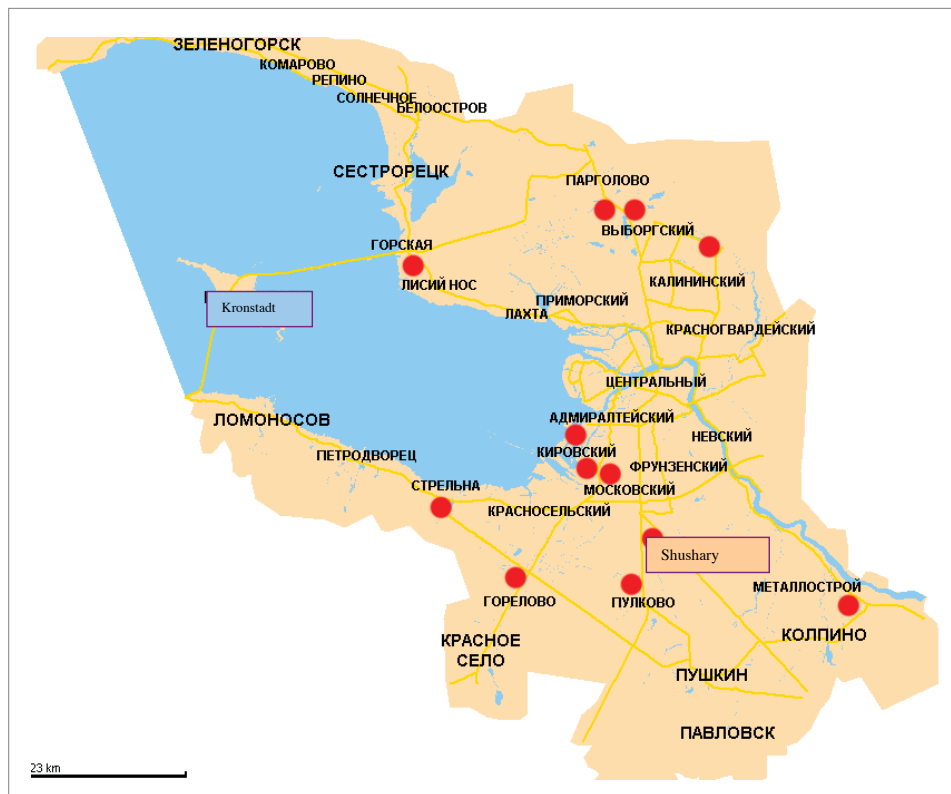 ЗЕЛЕНОГОРСК
КОМАРОВО
РЕПИНО
СОЛНЕЧНОЕ
БЕЛООСТРОВ
СЕСТРОРЕЦК
ПАРГОЛОВО
ВЫБОРГСКИЙ
ГОРСКАЯ
КАЛИНИНСКИЙ
ЛИСИЙ НОС
ПРИМОРСКИЙ
Kronstadt
ЛАХТА
КРАСНОГВАРДЕЙСКИЙ
ЦЕНТРАЛЬНЫЙ
ЛОМОНОСОВ
АДМИРАЛТЕЙСКИЙ
НЕВСКИЙ
КИРОВСКИЙ
ПЕТРОДВОРЕЦ
ФРУНЗЕНСКИЙ
СТРЕЛЬНА
МОСКОВСКИЙ
КРАСНОСЕЛЬСКИЙ
Shushary
МЕТАЛЛОСТРОЙ
ГОРЕЛОВО
ПУЛКОВО
КОЛПИНО
КРАСНОЕ
СЕЛО
ПУШКИН
ПАВЛОВСК
23 km